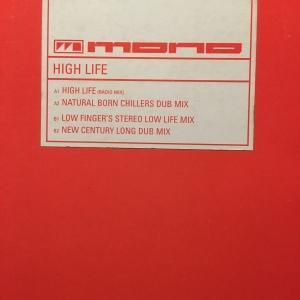 mono
HIGH LIFE
A1 HIGH LIFE (RADIO MIX)
A2 NATURAL BORN CHILLERS DUB MIX
B1 LOW FINGER'S STEREO LOW LIFE MIX
B2 NEW CENTURY LONG DUB MIX